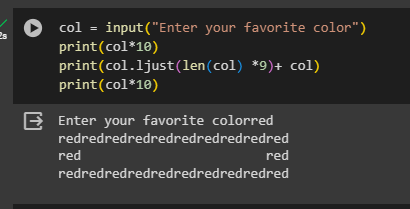 col = input("Enter your favorite color")
print(col*10)
2s
print(col.ljust(len(col) *9)+ col)
print(col*10)
Enter your favorite colorred
redredredredredredredredredred
red                        red
redredredredredredredredredred